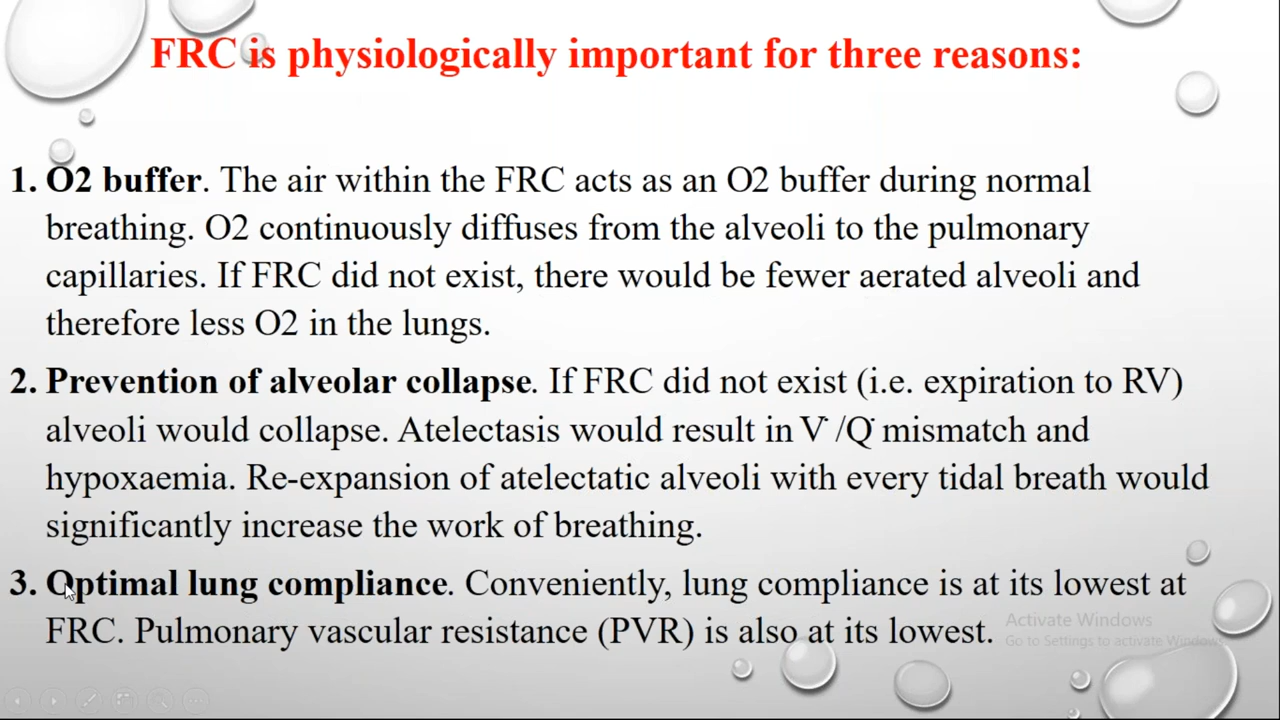 FRC is physiologically important for three reasons:
1. O2 buffer. The air within the FRC acts as an O2 buffer during normal
breathing. O2 continuously diffuses from the alveoli to the pulmonary
capillaries. If FRC did not exist, there would be fewer aerated alveoli and
therefore less O2 in the lungs.
2. Prevention of alveolar collapse. If FRC did not exist (i.e. expiration to RV)
alveoli would collapse. Atelectasis would result in V̇ /Q̇ mismatch and
hypoxaemia. Re-expansion of atelectatic alveoli with every tidal breath would
significantly increase the work of breathing.
3. Optimal lung compliance. Conveniently, lung compliance is at its lowest at
FRC. Pulmonary vascular resistance (PVR) is also at its lowest.
Activate Windows
Go to Settings to activate Windows.